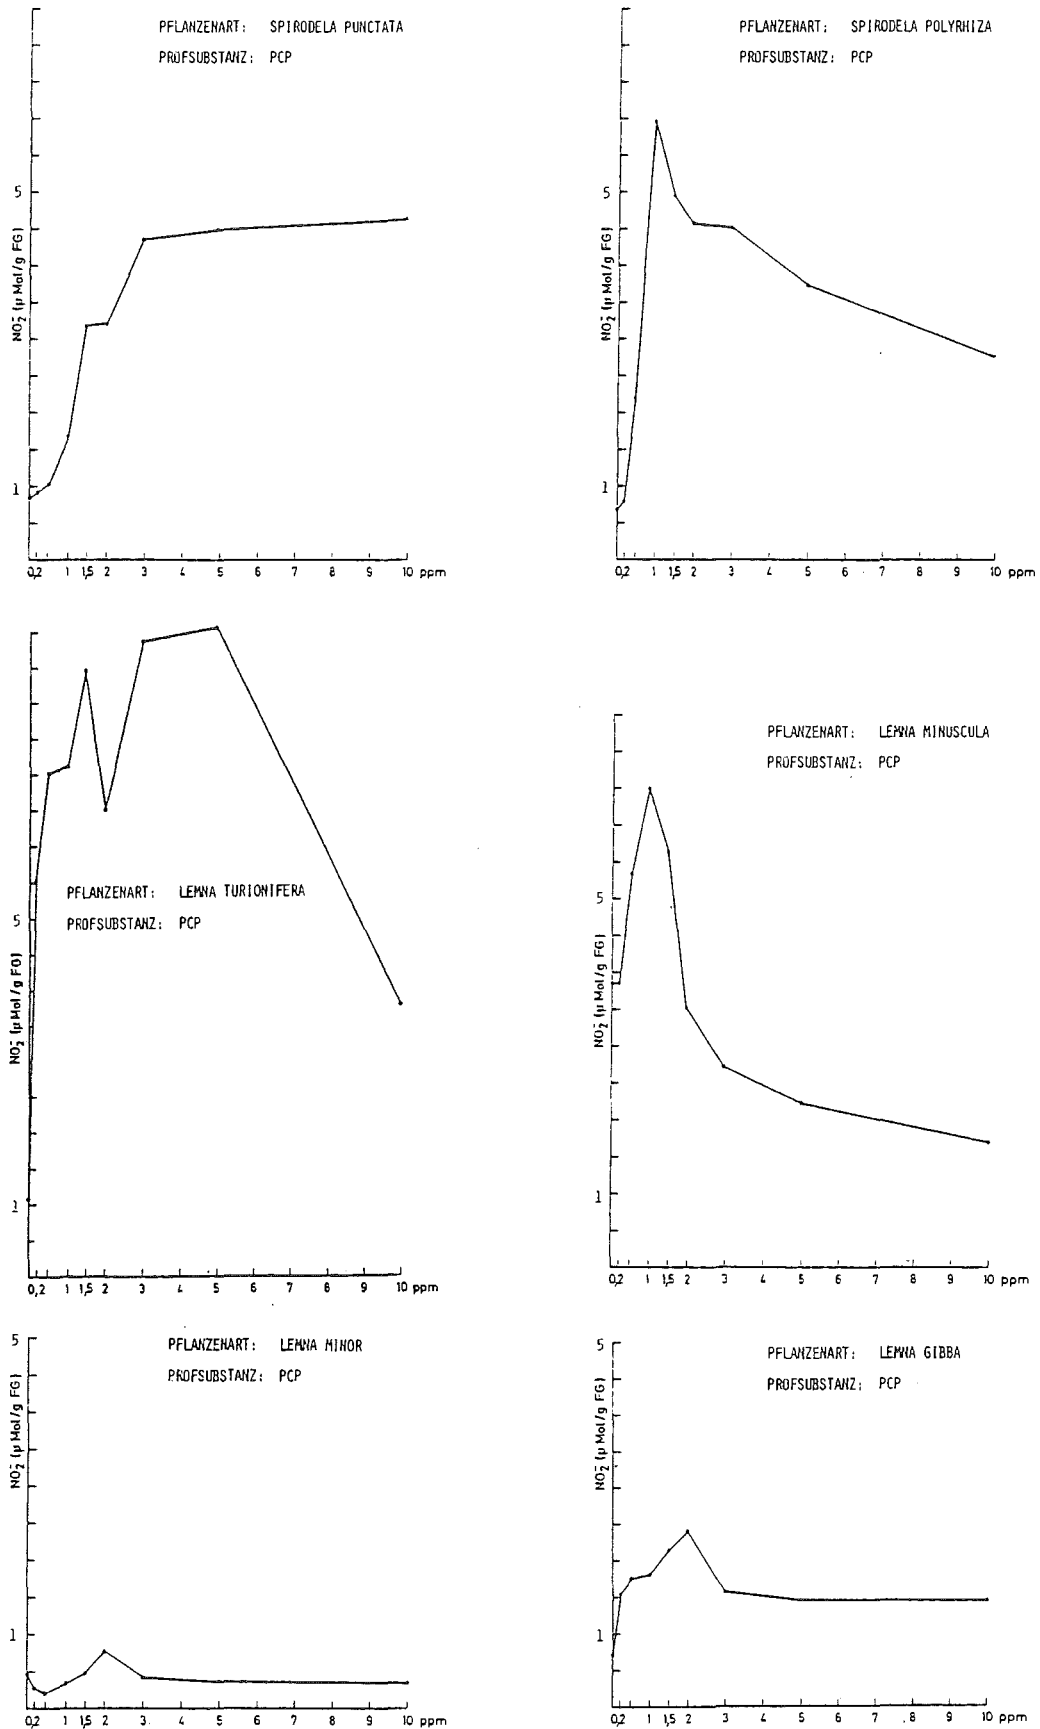 PFLANZENART: SPIRODELA PUNCTATA
PROFSUBSTANZ: PCP
5
1
NO₂⁻ (µ Mol/g FG)
0,2 1 1,5 2 3 4 5 6 7 8 9 10 ppm
PFLANZENART: SPIRODELA POLYRHIZA
PROFSUBSTANZ: PCP
5
1
NO₂⁻ (µ Mol/g FG)
0,2 1 1,5 2 3 4 5 6 7 8 9 10 ppm
PFLANZENART: LEMNA TURIONIFERA
PROFSUBSTANZ: PCP
5
1
NO₂⁻ (µ Mol/g FG)
0,2 1 1,5 2 3 4 5 6 7 8 9 10 ppm
PFLANZENART: LEMNA MINUSCULA
PROFSUBSTANZ: PCP
5
1
NO₂⁻ (µ Mol/g FG)
0,2 1 1,5 2 3 4 5 6 7 8 9 10 ppm
PFLANZENART: LEMNA MINOR
PROFSUBSTANZ: PCP
5
1
NO₂⁻ (µ Mol/g FG)
0,2 1 1,5 2 3 4 5 6 7 8 9 10 ppm
PFLANZENART: LEMNA GIBBA
PROFSUBSTANZ: PCP
5
1
NO₂⁻ (µ Mol/g FG)
0,2 1 1,5 2 3 4 5 6 7 8 9 10 ppm